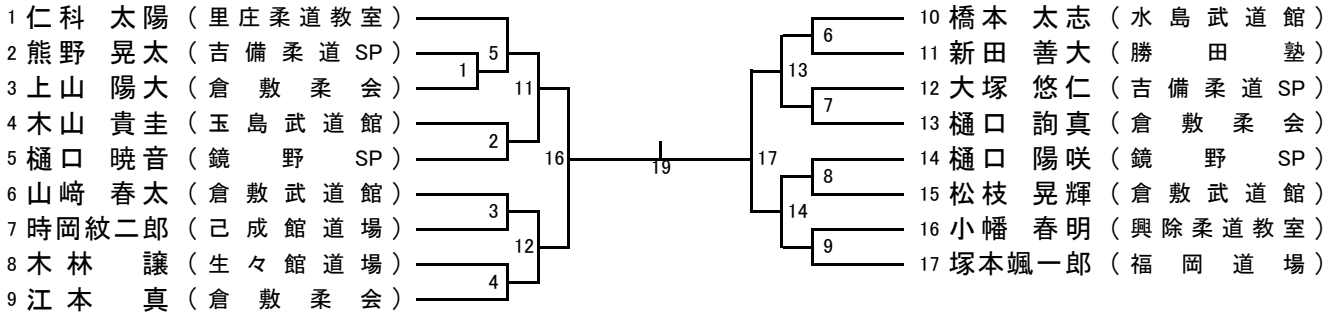 1 仁科 太陽 （里庄柔道教室）
2 熊野 晃太 （吉備柔道SP）
3 上山 陽大 （倉敷柔会）
4 木山 貴圭 （玉島武道館）
5 樋口 暁音 （鏡野SP）
6 山﨑 春太 （倉敷武道館）
7 時岡紋二郎 （己成館道場）
8 木林 譲 （生々館道場）
9 江本 真 （倉敷柔会）
1
5
11
2
16
3
12
4
19
10 橋本 太志 （水島武道館）
11 新田 善大 （勝田塾）
12 大塚 悠仁 （吉備柔道SP）
13 樋口 詢真 （倉敷柔会）
14 樋口 陽咲 （鏡野SP）
15 松枝 晃輝 （倉敷武道館）
16 小幡 春明 （興除柔道教室）
17 塚本颯一郎 （福岡道場）
6
13
7
17
8
14
9